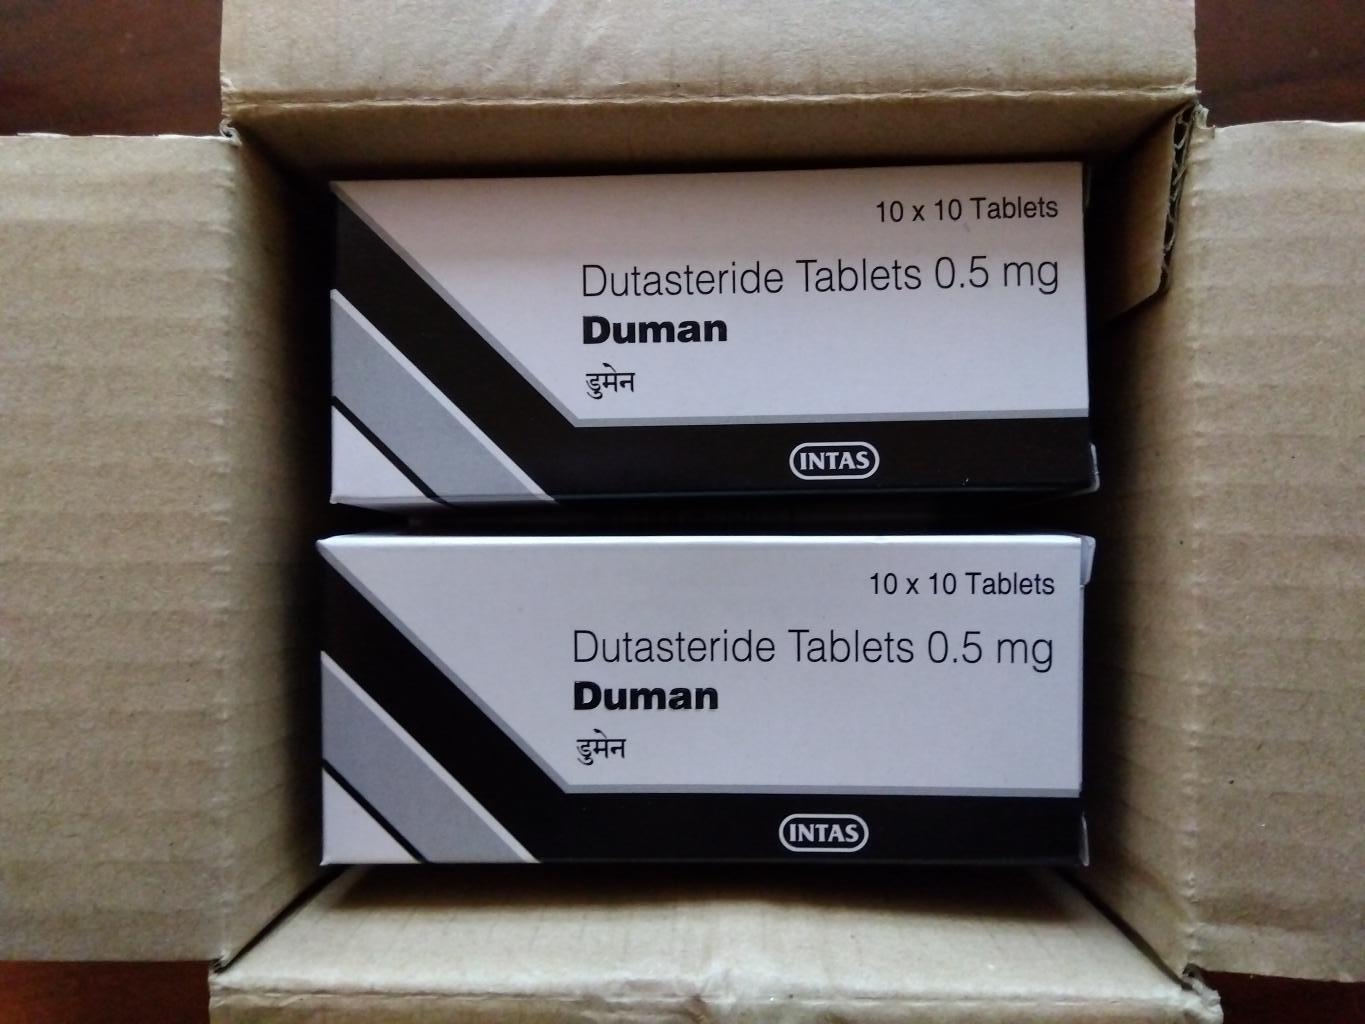 10 x 10 Tablets
Dutasteride Tablets 0.5 mg
Duman
डुमेन
INTAS
10 x 10 Tablets
Dutasteride Tablets 0.5 mg
Duman
डुमेन
INTAS